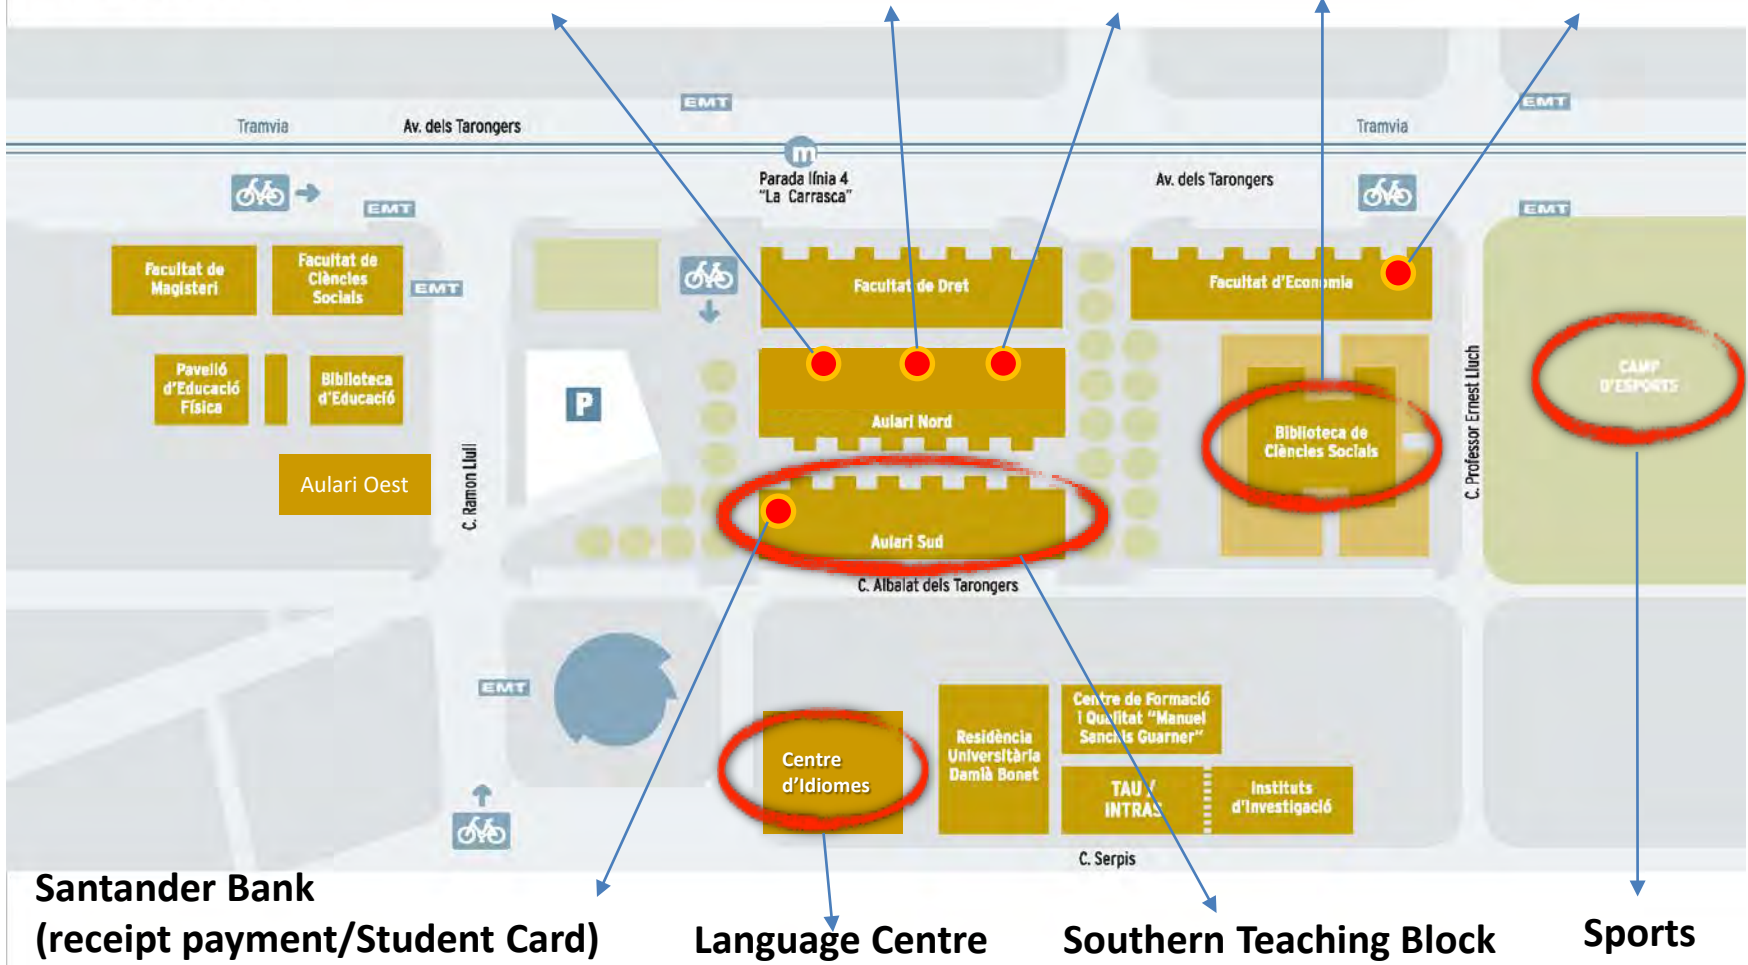 EMT
EMT
Tramvia
Av. dels Tarongers
Tramvia
m
Parada línia 4
"La Carrasca"
Av. dels Tarongers
EMT
EMT
Facultat de
Magisteri
Facultat de
Ciències
Socials
EMT
Facultat de Dret
Facultat d'Economia
Pavelló
d'Educació
Física
Biblioteca
d'Educació
P
Aulari Nord
Biblioteca de
Ciències Socials
CAMP
D'ESPORTS
C. Professor Ernest Lluch
Aulari Oest
C. Ramon Llull
Aulari Sud
C. Albalat dels Tarongers
EMT
Centre
d'Idiomes
Residència
Universitària
Damià Bonet
Centre de Formació
i Qualitat "Manuel
Sanchis Guarner"
TAU /
INTRAS
Instituts
d'Investigació
C. Serpis
Santander Bank
(receipt payment/Student Card)
Language Centre
Southern Teaching Block
Sports